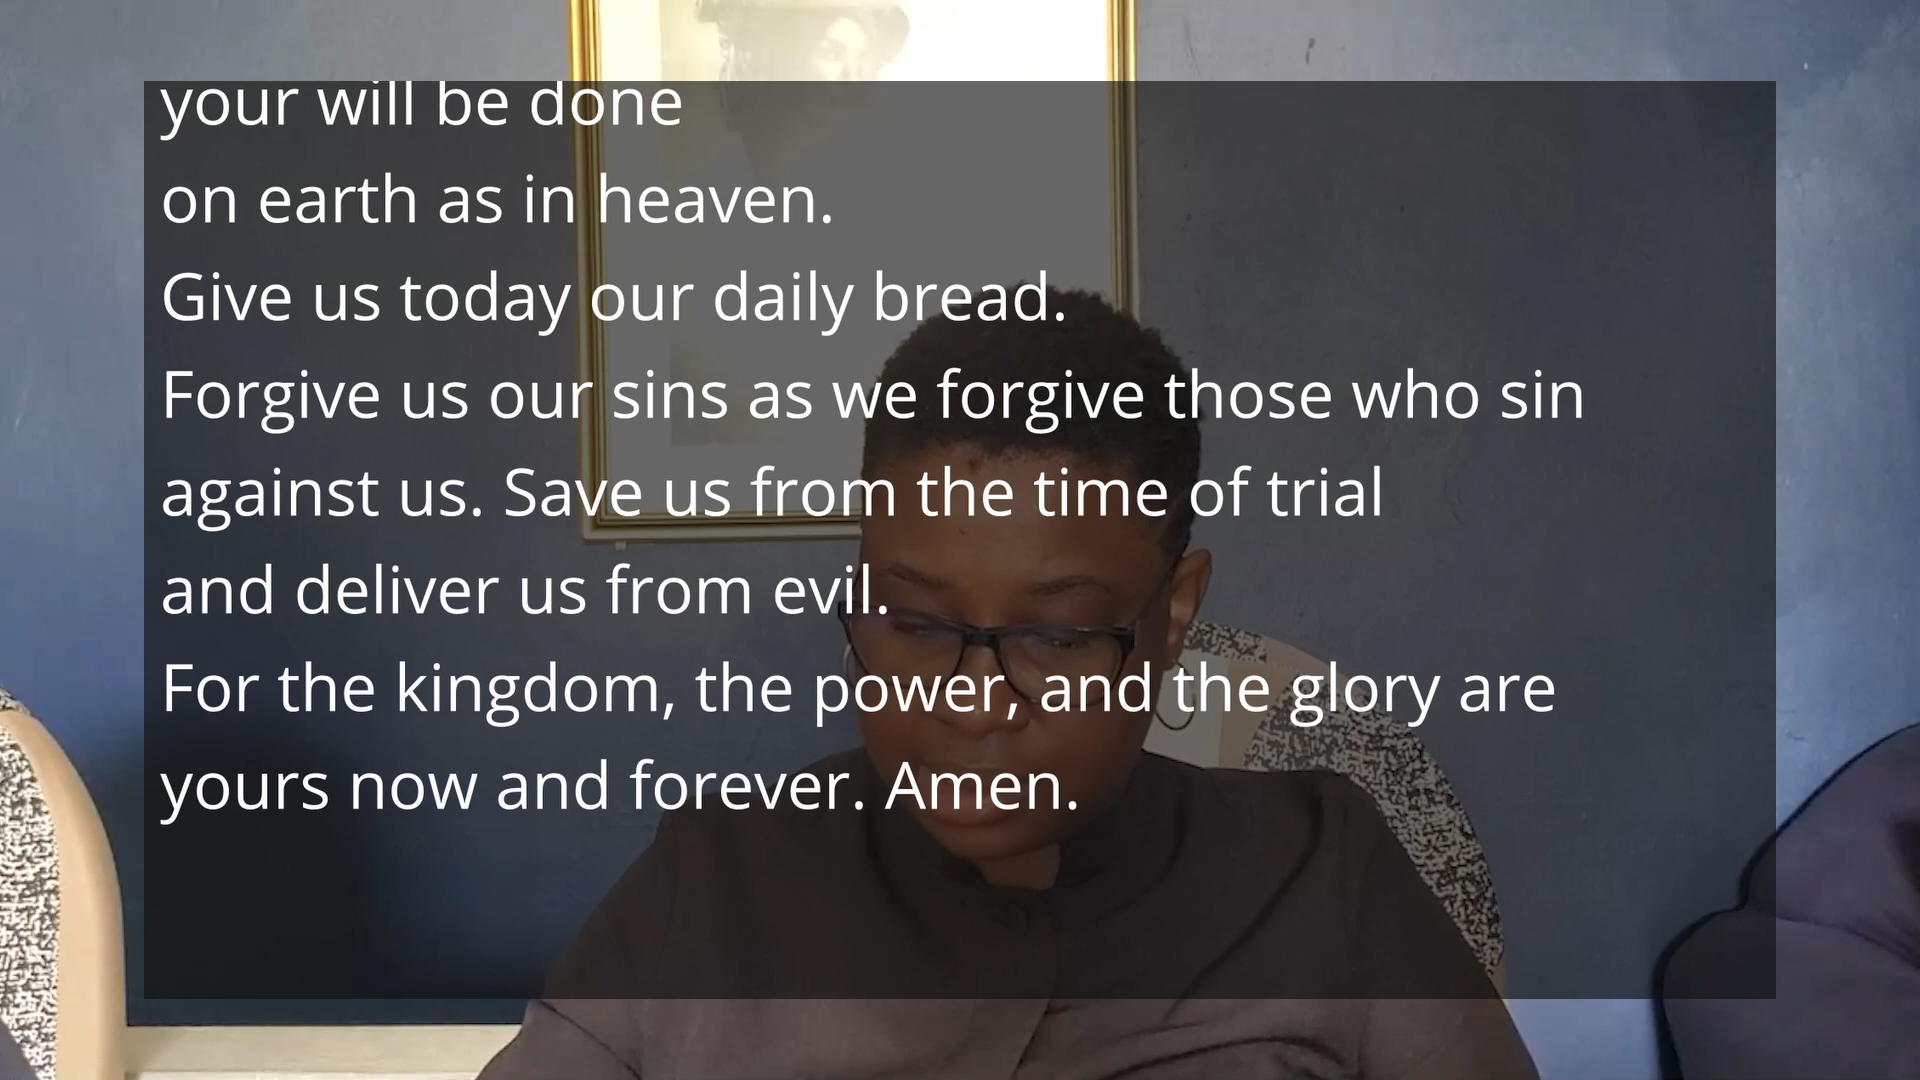 your will be done
on earth as in heaven.
Give us today our daily bread.
Forgive us our sins as we forgive those who sin
against us. Save us from the time of trial
and deliver us from evil.
For the kingdom, the power, and the glory are
yours now and forever. Amen.